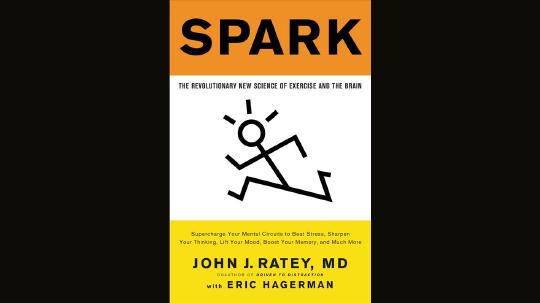 SPARK
THE REVOLUTIONARY NEW SCIENCE OF EXERCISE AND THE BRAIN
Supercharge Your Mental Circuits to Beat Stress, Sharpen
Your Thinking, Lift Your Mood, Boost Your Memory, and Much More
JOHN J. RATEY, MD
COAUTHOR OF DRIVEN TO DISTRACTION
with ERIC HAGERMAN